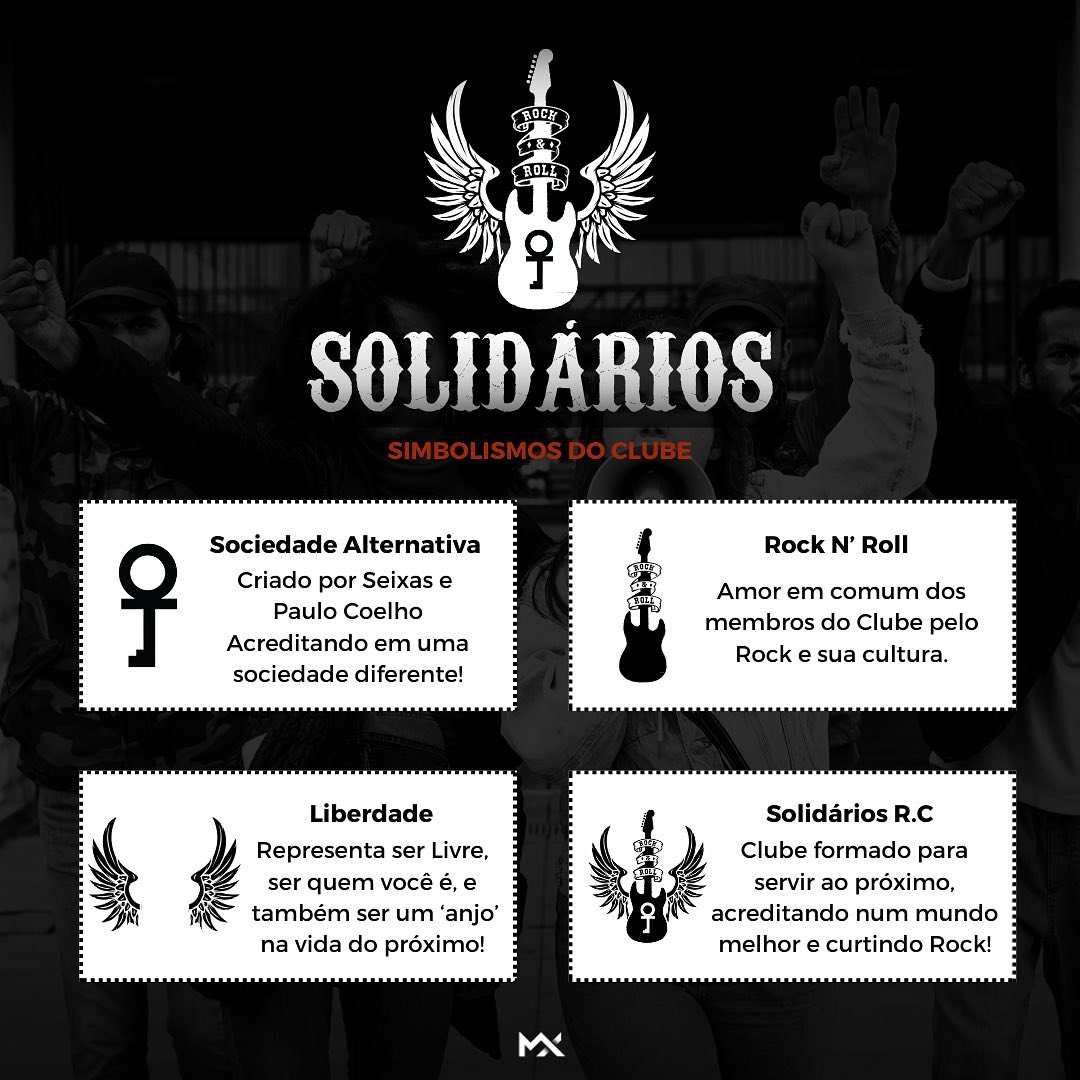 ROCK
&
ROLL
SOLIDÁRIOS
SIMBOLISMOS DO CLUBE
Sociedade Alternativa
Criado por Seixas e
Paulo Coelho
Acreditando em uma
sociedade diferente!
ROCK
&
ROLL
Rock N’ Roll
Amor em comum dos
membros do Clube pelo
Rock e sua cultura.
Liberdade
Representa ser Livre,
ser quem você é, e
também ser um ‘anjo’
na vida do próximo!
ROCK
&
ROLL
Solidários R.C
Clube formado para
servir ao próximo,
acreditando num mundo
melhor e curtindo Rock!
MX